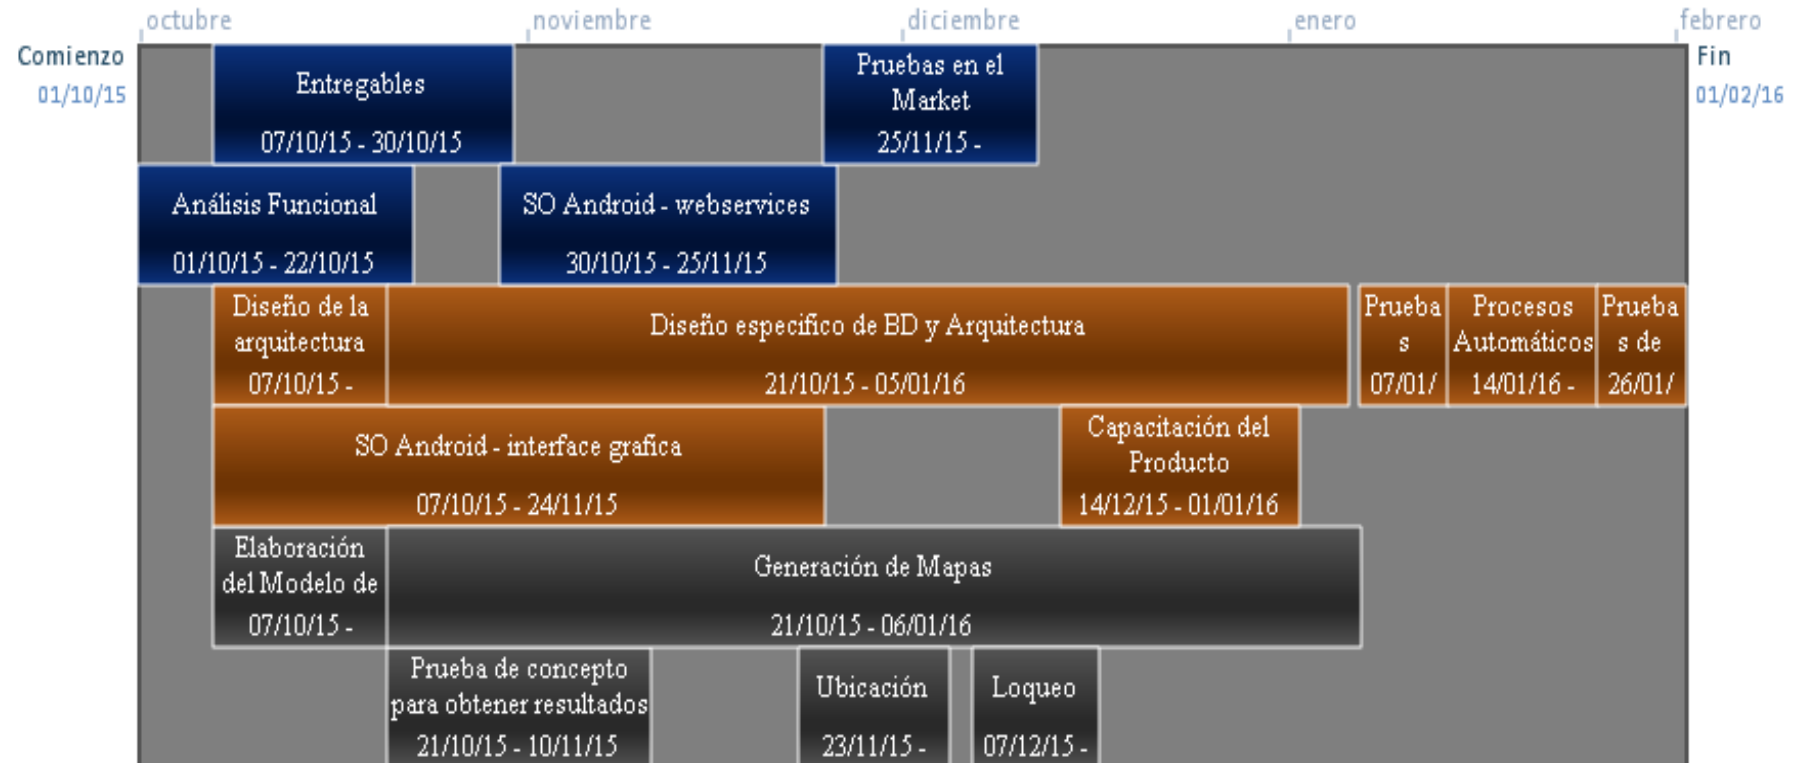 octubre noviembre diciembre enero febrero
Comienzo
01/10/15
Fin
01/02/16
Entregables
07/10/15 - 30/10/15
Pruebas en el
Market
25/11/15 -
Análisis Funcional
01/10/15 - 22/10/15
SO Android - webservices
30/10/15 - 25/11/15
Diseño de la
arquitectura
07/10/15 -
Diseño especifico de BD y Arquitectura
21/10/15 - 05/01/16
Prueba
s
07/01/
Procesos
Automáticos
14/01/16 -
Prueba
s de
26/01/
SO Android - interface grafica
07/10/15 - 24/11/15
Capacitación del
Producto
14/12/15 - 01/01/16
Elaboración
del Modelo de
07/10/15 -
Generación de Mapas
21/10/15 - 06/01/16
Prueba de concepto
para obtener resultados
21/10/15 - 10/11/15
Ubicación
23/11/15 -
Loqueo
07/12/15 -